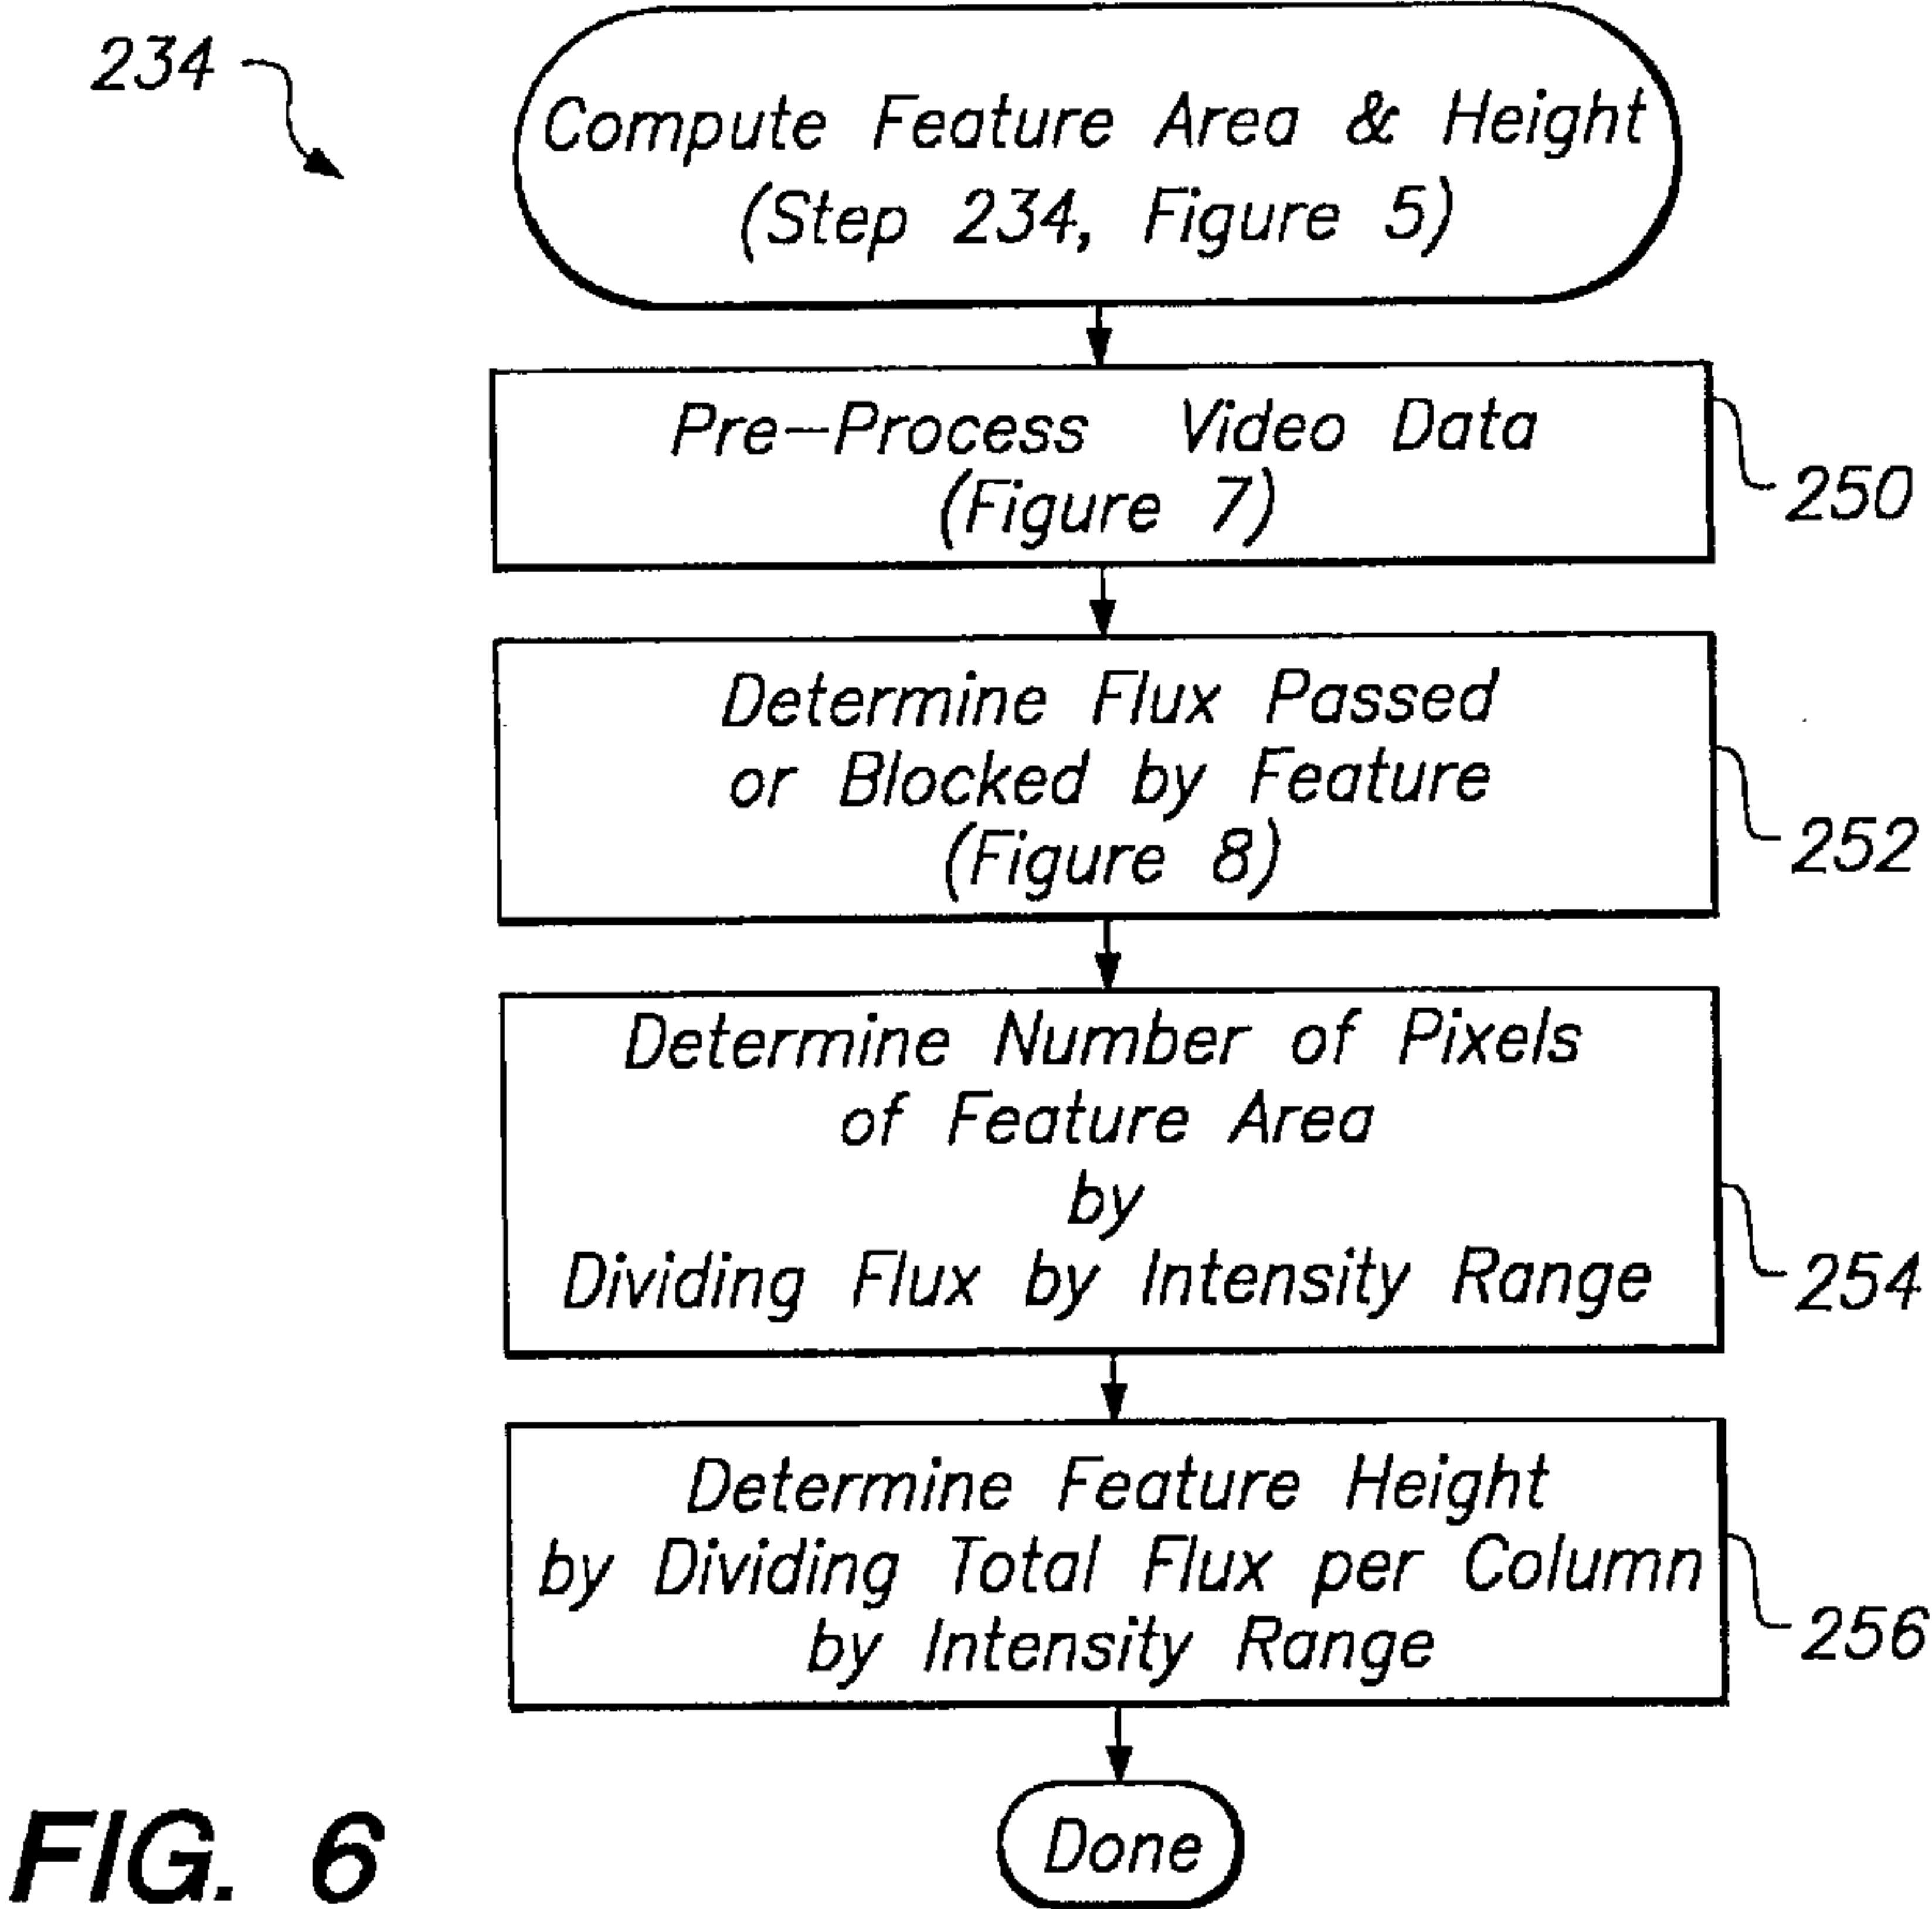 234
Compute Feature Area & Height
(Step 234, Figure 5)
Pre-Process Video Data
(Figure 7)
250
Determine Flux Passed
or Blocked by Feature
(Figure 8)
252
Determine Number of Pixels
of Feature Area
by
Dividing Flux by Intensity Range
254
Determine Feature Height
by Dividing Total Flux per Column
by Intensity Range
256
Done
FIG. 6